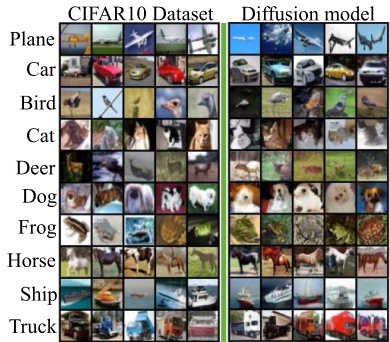 CIFAR10 Dataset Diffusion model
Plane
Car
Bird
Cat
Deer
Dog
Frog
Horse
Ship
Truck